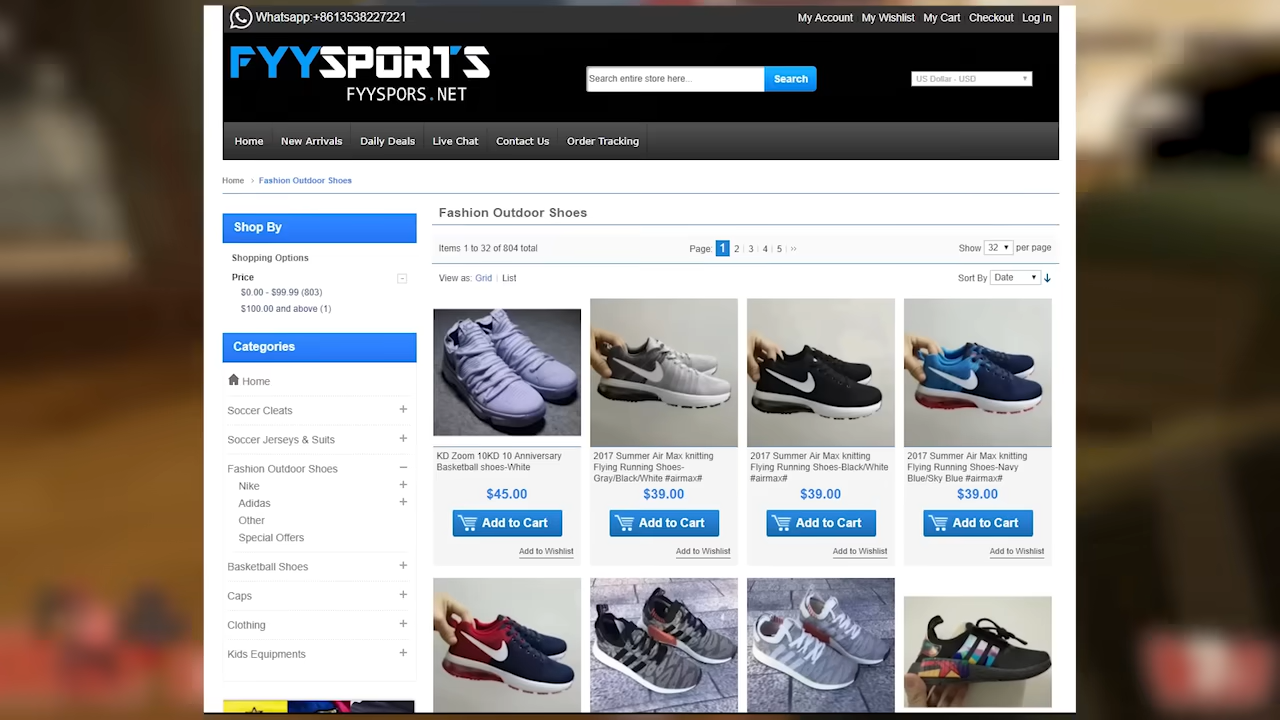 Whatsapp:+8613538227221
My Account My Wishlist My Cart Checkout Log In
FYYSPORTS
FYYSPORS.NET
Search entire store here...
Search
US Dollar - USD
Home New Arrivals Daily Deals Live Chat Contact Us Order Tracking
Home > Fashion Outdoor Shoes
Shop By
Shopping Options
Price
$0.00 - $99.99 (803)
$100.00 and above (1)
Categories
Home
Soccer Cleats
Soccer Jerseys & Suits
Fashion Outdoor Shoes
Nike
Adidas
Other
Special Offers
Basketball Shoes
Caps
Clothing
Kids Equipments
Fashion Outdoor Shoes
Items 1 to 32 of 804 total
Page: 1 2 3 4 5 >>
Show 32 per page
View as: Grid List
Sort By Date
KD Zoom 10KD 10 Anniversary
Basketball shoes-White
$45.00
Add to Cart
Add to Wishlist
2017 Summer Air Max knitting
Flying Running Shoes-
Gray/Black/White #airmax#
$39.00
Add to Cart
Add to Wishlist
2017 Summer Air Max knitting
Flying Running Shoes-Black/White
#airmax#
$39.00
Add to Cart
Add to Wishlist
2017 Summer Air Max knitting
Flying Running Shoes-Navy
Blue/Sky Blue #airmax#
$39.00
Add to Cart
Add to Wishlist